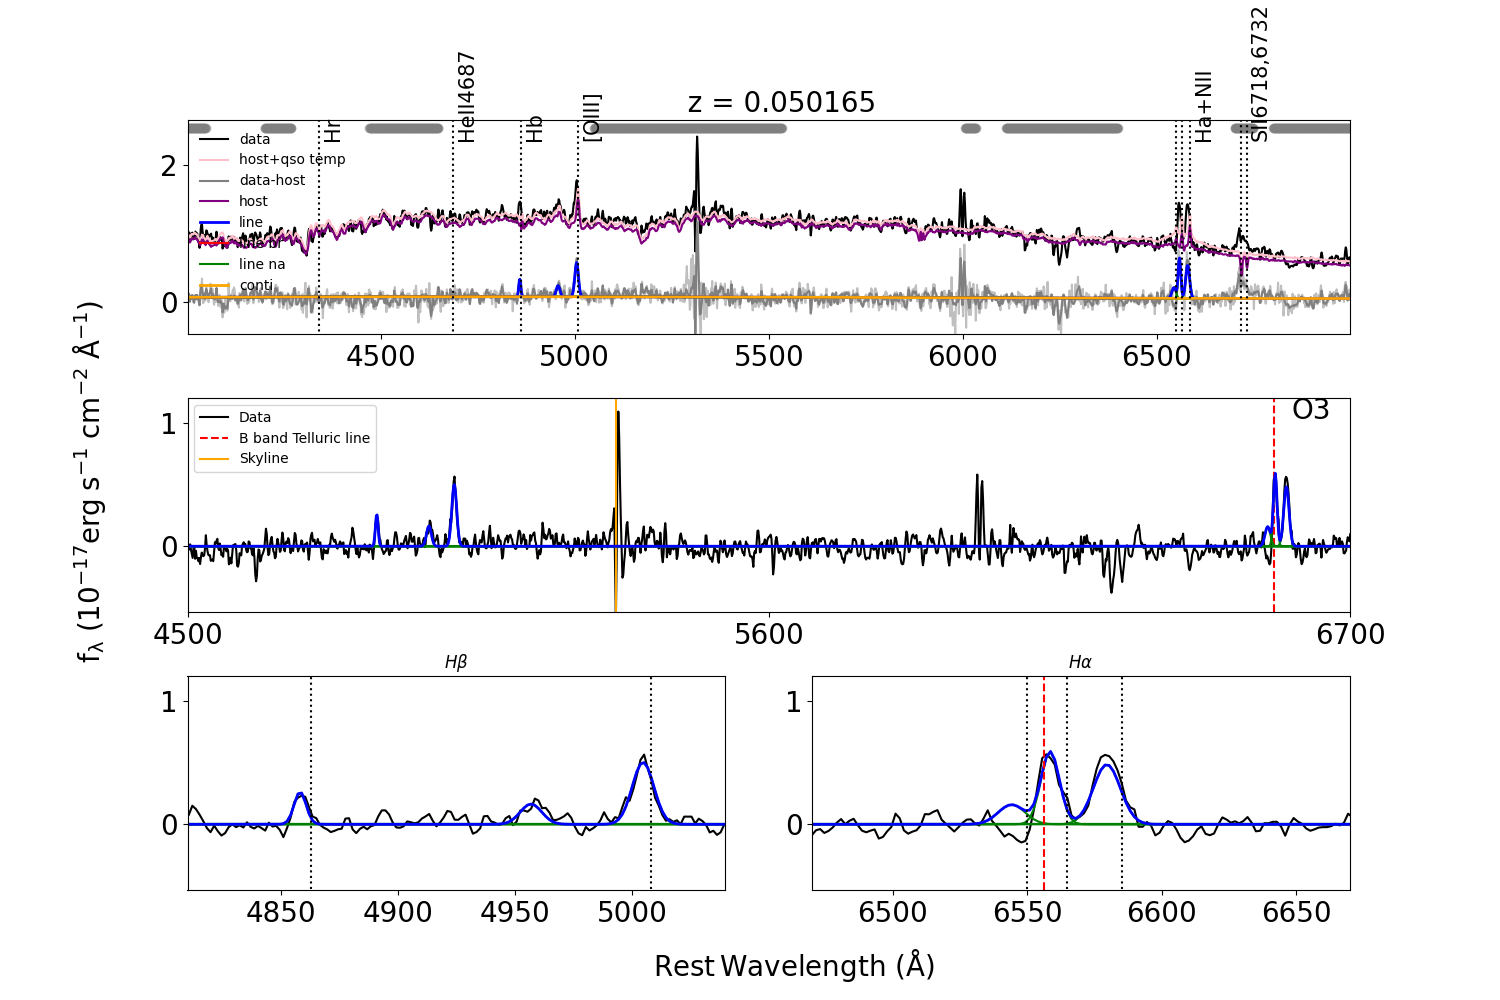 z = 0.050165
Hr
HeII4687
Hb
[OIII]
Ha+NII
SII6718,6732
data
host+qso temp
data-host
host
line
line na
conti
2
0
4500 5000 5500 6000 6500
O3
Data
B band Telluric line
Skyline
1
0
4500 5600 6700
fλ (10−17erg s−1 cm−2 Å−1)
Hβ
Hα
1
0
4850 4900 4950 5000
1
0
6500 6550 6600 6650
Rest Wavelength (Å)